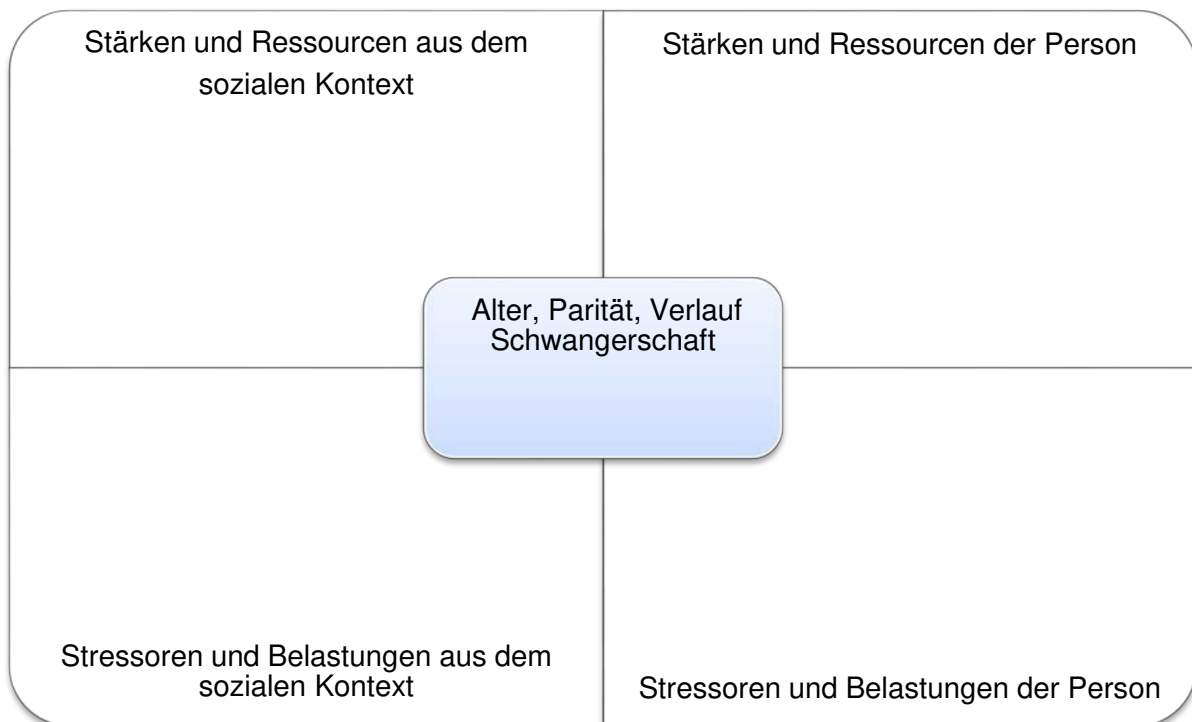 Stärken und Ressourcen aus dem
sozialen Kontext
Stärken und Ressourcen der Person
Alter, Parität, Verlauf
Schwangerschaft
Stressoren und Belastungen aus dem
sozialen Kontext
Stressoren und Belastungen der Person